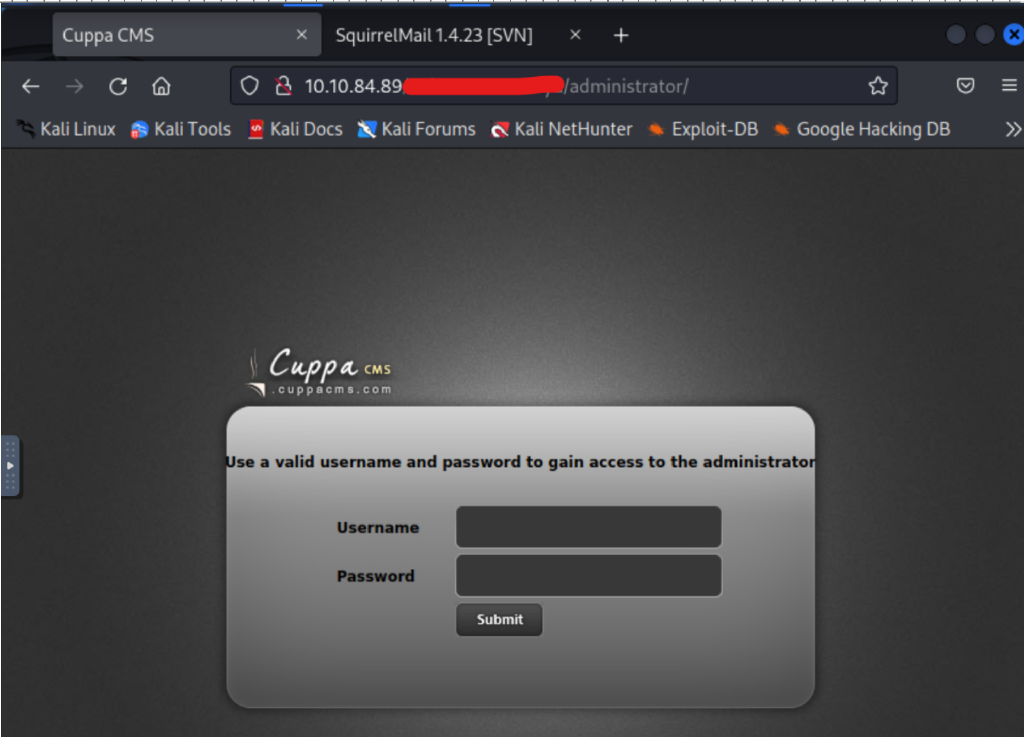 Cuppa CMS
SquirrelMail 1.4.23 [SVN]
10.10.84.89 /administrator/
Kali Linux Kali Tools Kali Docs Kali Forums Kali NetHunter Exploit-DB Google Hacking DB
Cuppa CMS
.cuppacms.com
Use a valid username and password to gain access to the administrator
Username
Password
Submit